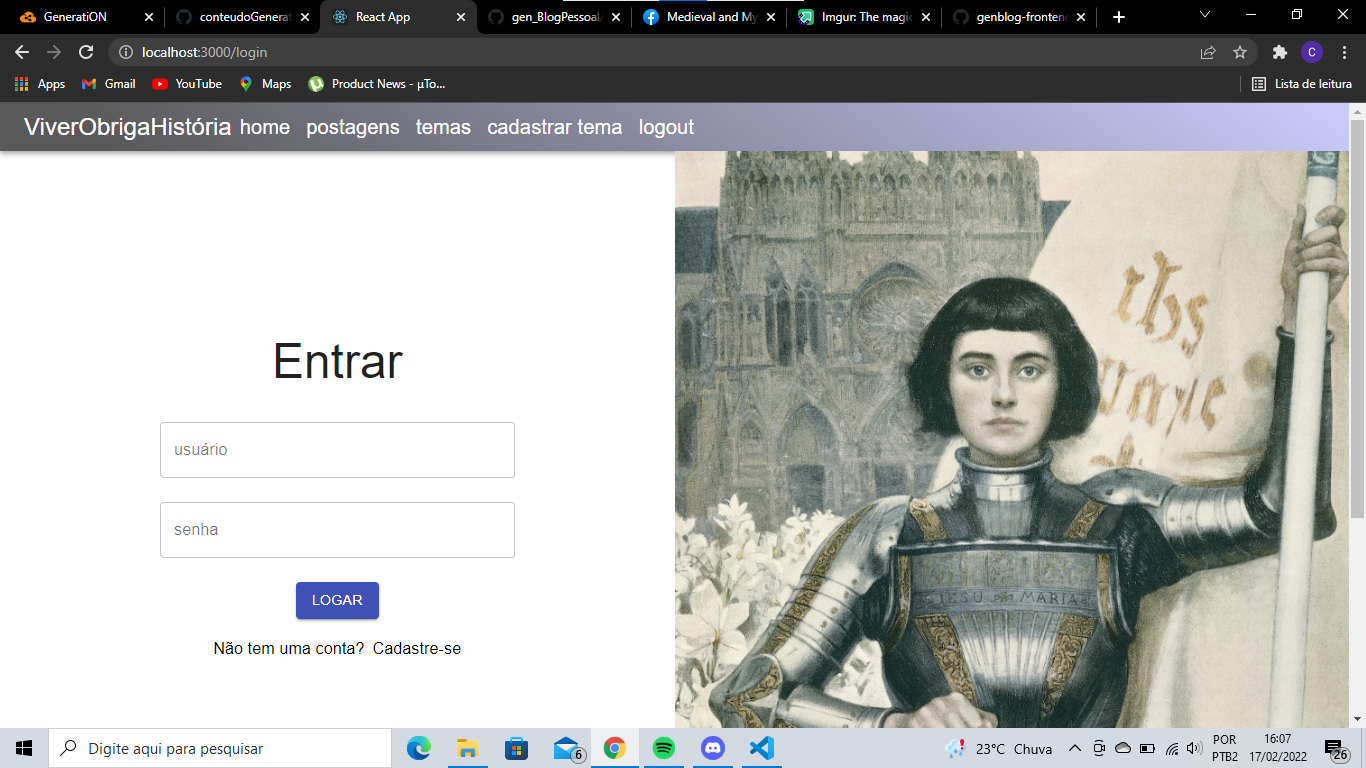 GeneratiON
conteudoGenerat
React App
gen_BlogPessoal
Medieval and My
Imgur: The magic
genblog-fronten
localhost:3000/login
C
Apps
Gmail
YouTube
Maps
Product News - µTo...
Lista de leitura
ViverObrigaHistória home postagens temas cadastrar tema logout
Entrar
usuário
senha
LOGAR
Não tem uma conta? Cadastre-se
ihs
IESU MARIA
Digite aqui para pesquisar
6
23°C Chuva
POR
PTB2
16:07
17/02/2022
26